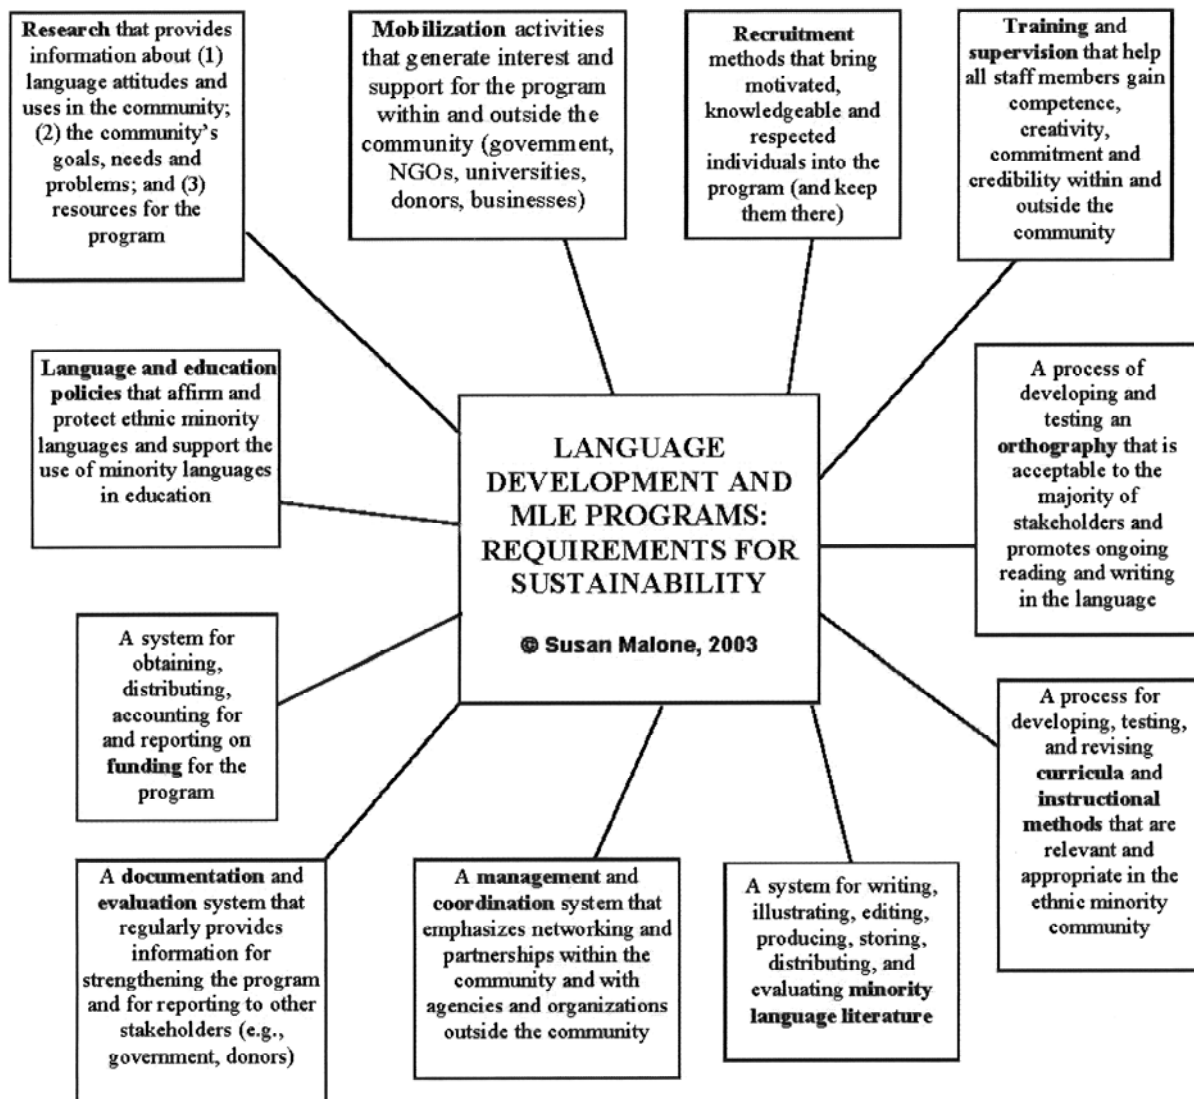 Research that provides
information about (1)
language attitudes and
uses in the community;
(2) the community's
goals, needs and
problems; and (3)
resources for the
program
Mobilization activities
that generate interest and
support for the program
within and outside the
community (government,
NGOs, universities,
donors, businesses)
Recruitment
methods that bring
motivated,
knowledgeable and
respected
individuals into the
program (and keep
them there)
Training and
supervision that help
all staff members gain
competence,
creativity,
commitment and
credibility within and
outside the
community
Language and education
policies that affirm and
protect ethnic minority
languages and support the
use of minority languages
in education
LANGUAGE
DEVELOPMENT AND
MLE PROGRAMS:
REQUIREMENTS FOR
SUSTAINABILITY
© Susan Malone, 2003
A process of
developing and
testing an
orthography that is
acceptable to the
majority of
stakeholders and
promotes ongoing
reading and writing
in the language
A system for
obtaining,
distributing,
accounting for
and reporting on
funding for the
program
A process for
developing, testing,
and revising
curricula and
instructional
methods that are
relevant and
appropriate in the
ethnic minority
community
A documentation and
evaluation system that
regularly provides
information for
strengthening the program
and for reporting to other
stakeholders (e.g.,
government, donors)
A management and
coordination system that
emphasizes networking and
partnerships within the
community and with
agencies and organizations
outside the community
A system for writing,
illustrating, editing,
producing, storing,
distributing, and
evaluating minority
language literature